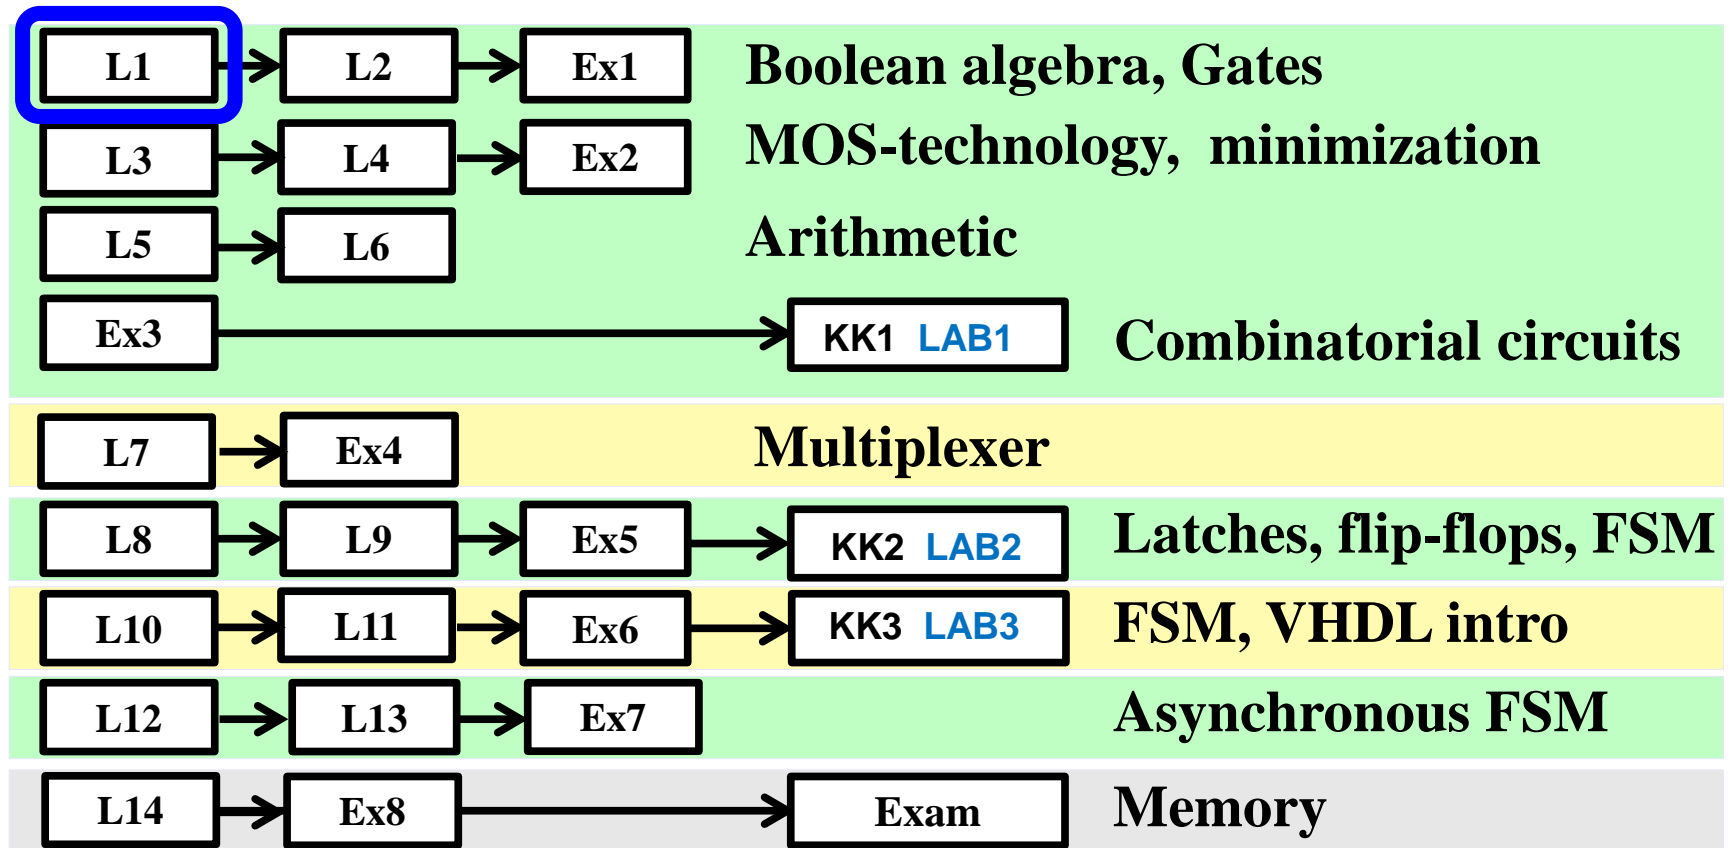 L1 L2 Ex1 Boolean algebra, Gates
L3 L4 Ex2 MOS-technology, minimization
L5 L6 Arithmetic
Ex3 KK1 LAB1 Combinatorial circuits
L7 Ex4 Multiplexer
L8 L9 Ex5 KK2 LAB2 Latches, flip-flops, FSM
L10 L11 Ex6 KK3 LAB3 FSM, VHDL intro
L12 L13 Ex7 Asynchronous FSM
L14 Ex8 Exam Memory